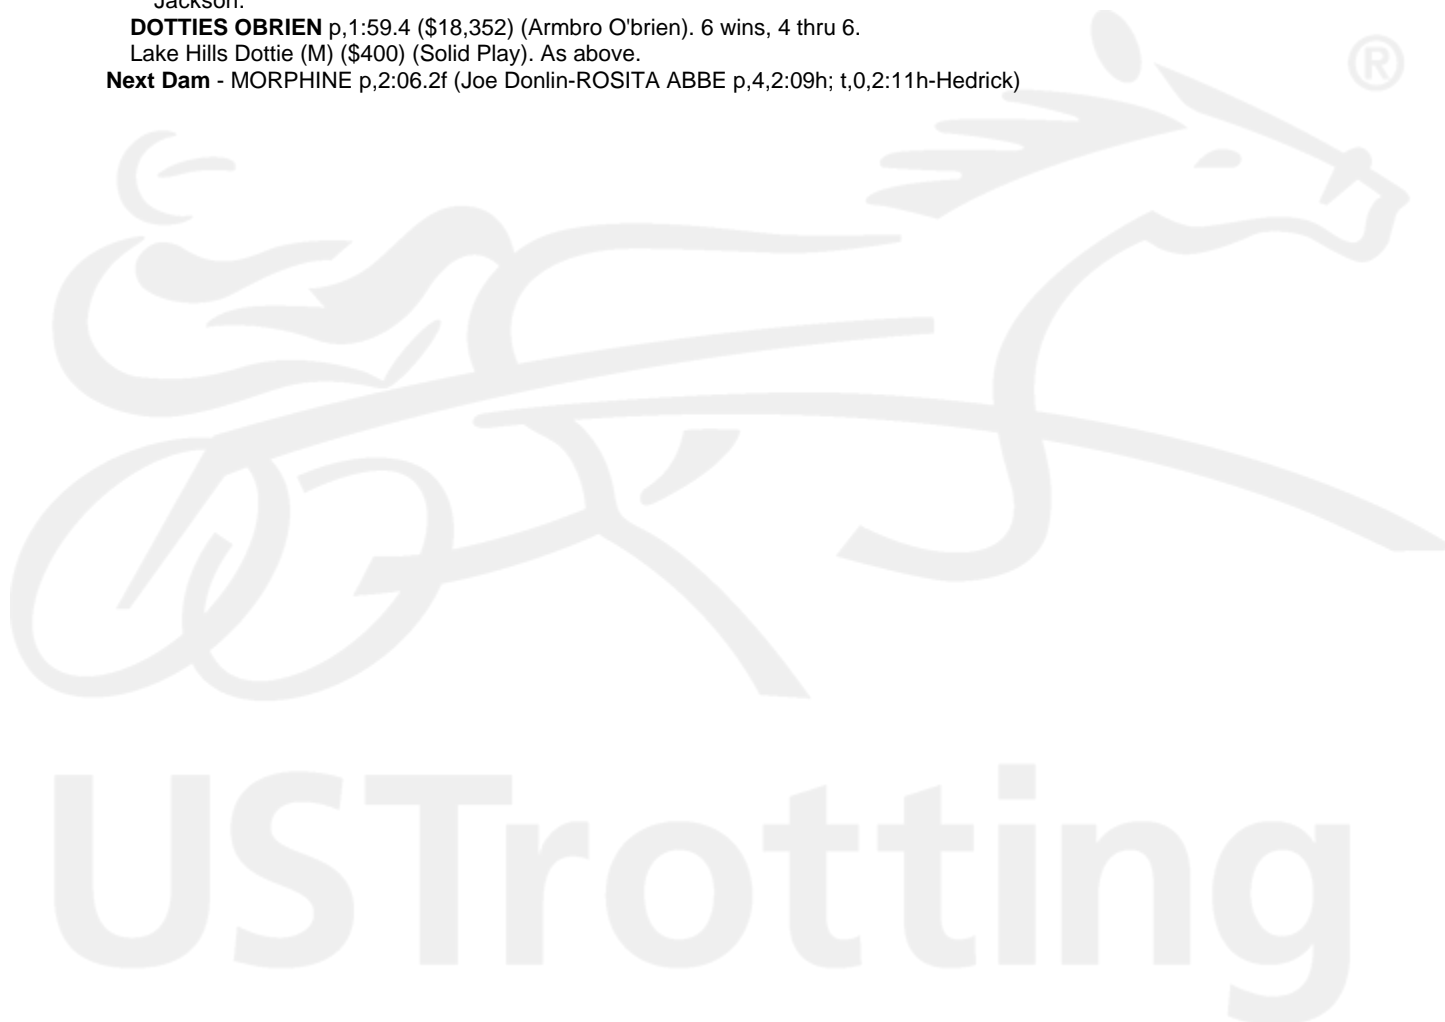 Jackson.
DOTTIES OBRIEN p,1:59.4 ($18,352) (Armbro O'brien). 6 wins, 4 thru 6.
Lake Hills Dottie (M) ($400) (Solid Play). As above.
Next Dam - MORPHINE p,2:06.2f (Joe Donlin-ROSITA ABBE p,4,2:09h; t,0,2:11h-Hedrick)
®
USTrotting